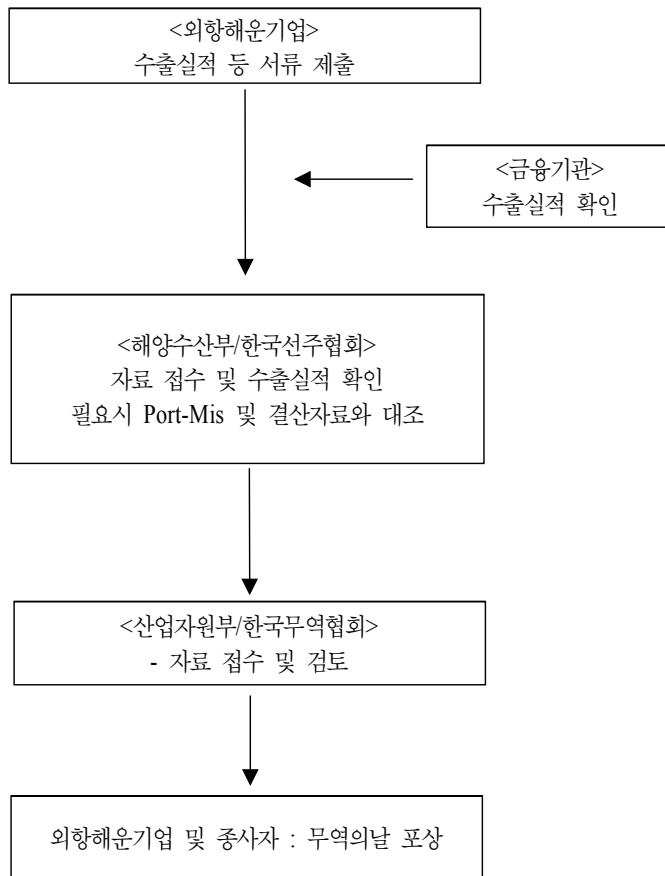 <외항해운기업>
수출실적 등 서류 제출
<금융기관>
수출실적 확인
<해양수산부/한국선주협회>
자료 접수 및 수출실적 확인
필요시 Port-Mis 및 결산자료와 대조
<산업자원부/한국무역협회>
- 자료 접수 및 검토
외항해운기업 및 종사자 : 무역의날 포상